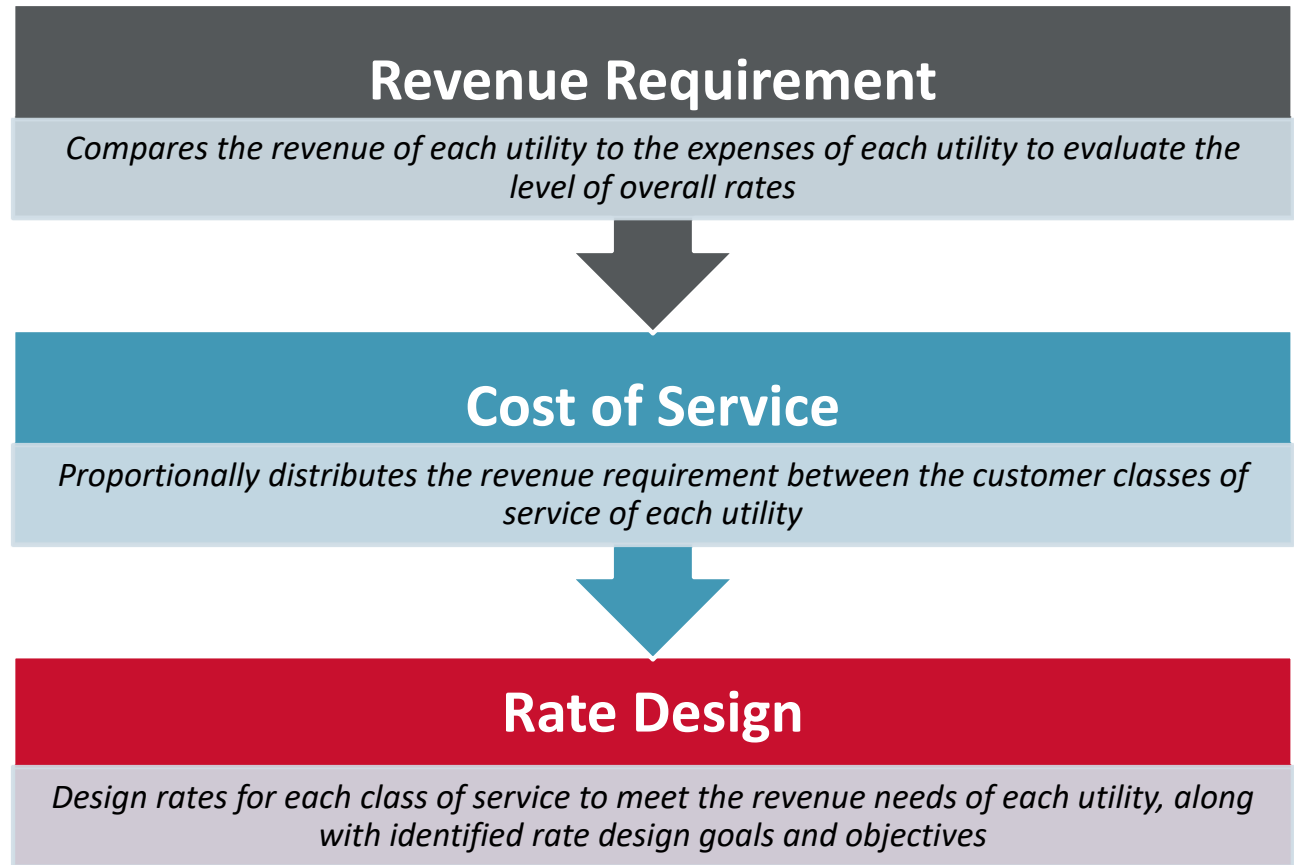 Revenue Requirement
Compares the revenue of each utility to the expenses of each utility to evaluate the
level of overall rates
Cost of Service
Proportionally distributes the revenue requirement between the customer classes of
service of each utility
Rate Design
Design rates for each class of service to meet the revenue needs of each utility, along
with identified rate design goals and objectives